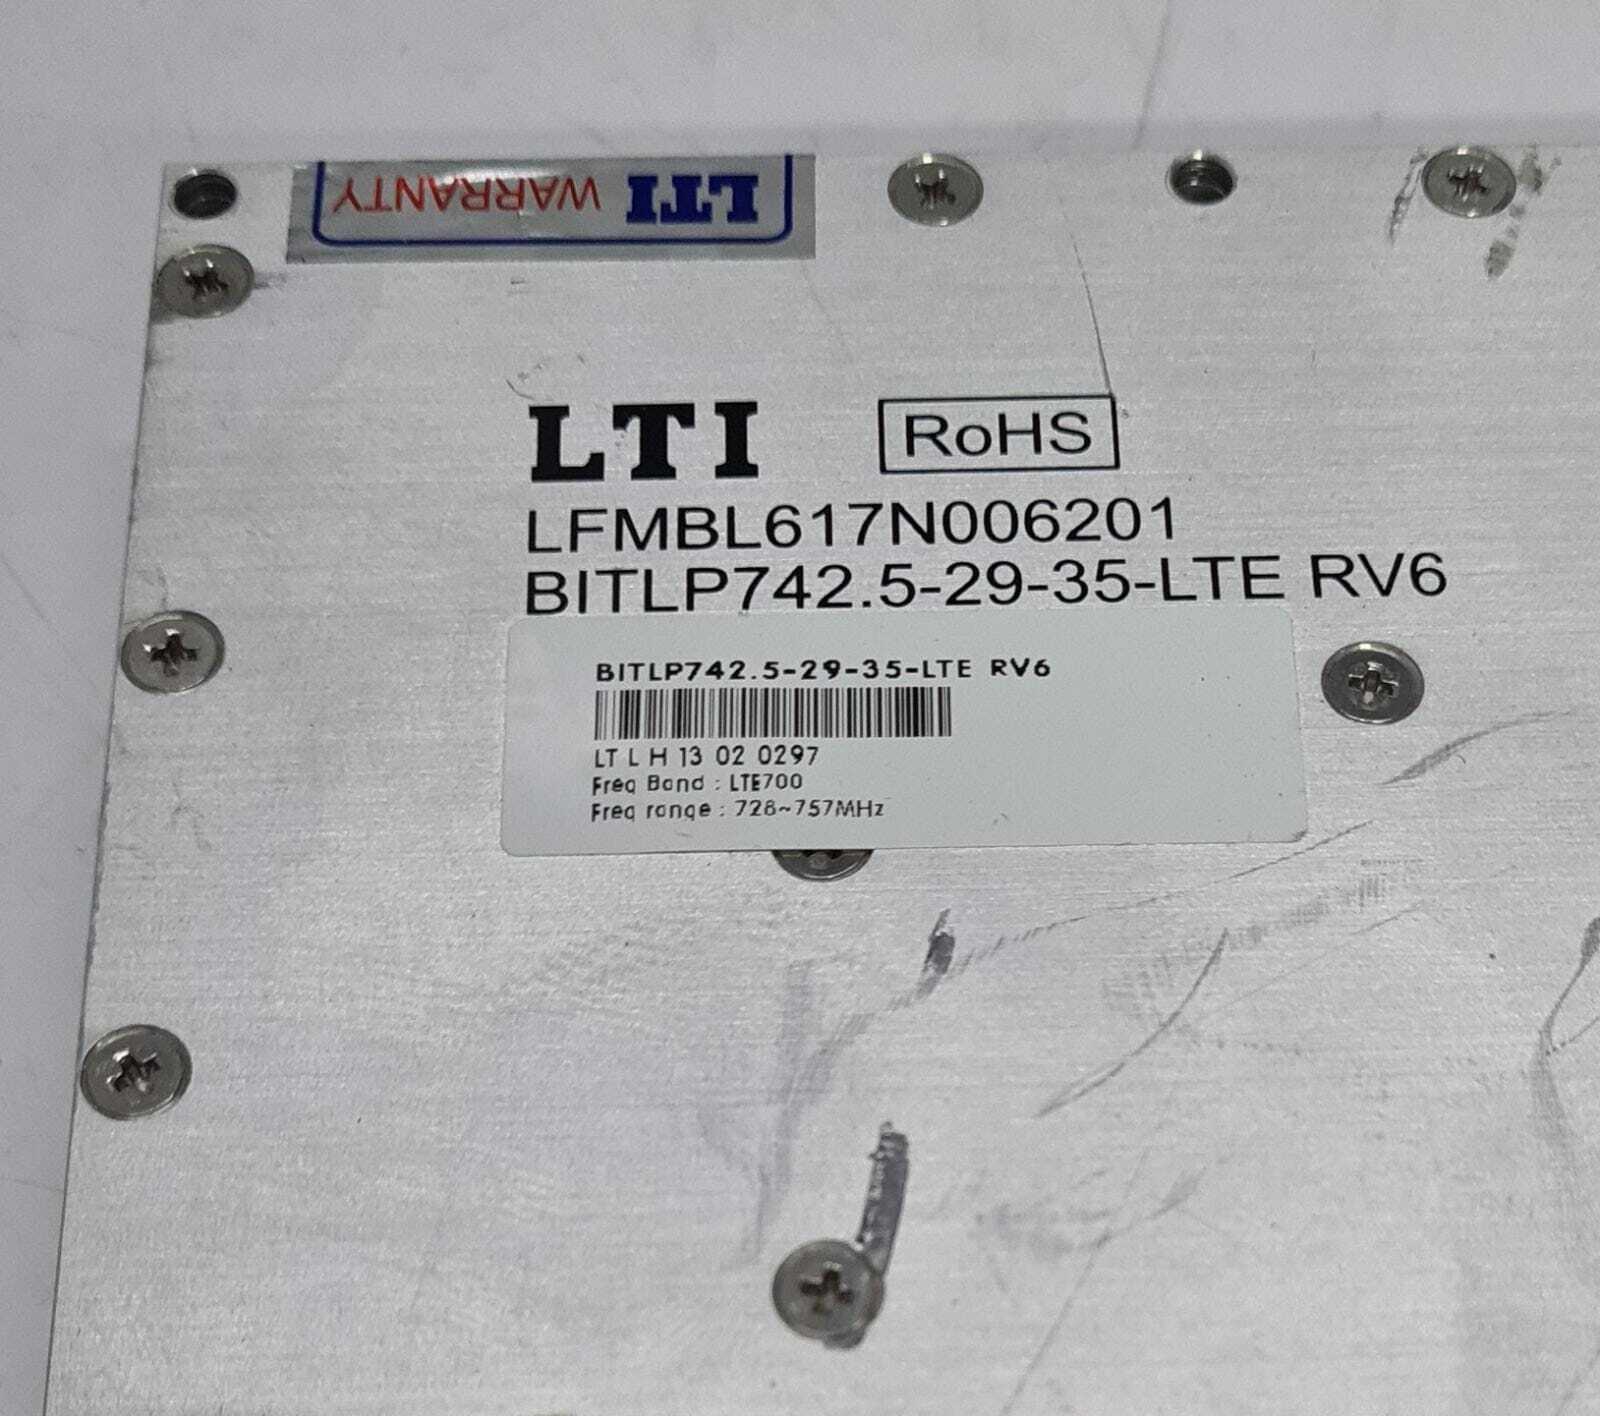 WARRANTY LTI
LTI RoHS
LFMBL617N006201
BITLP742.5-29-35-LTE RV6
BITLP742.5-29-35-LTE RV6
LT L H 13 02 0297
Freq Band : LTE700
Freq range : 728~757MHz